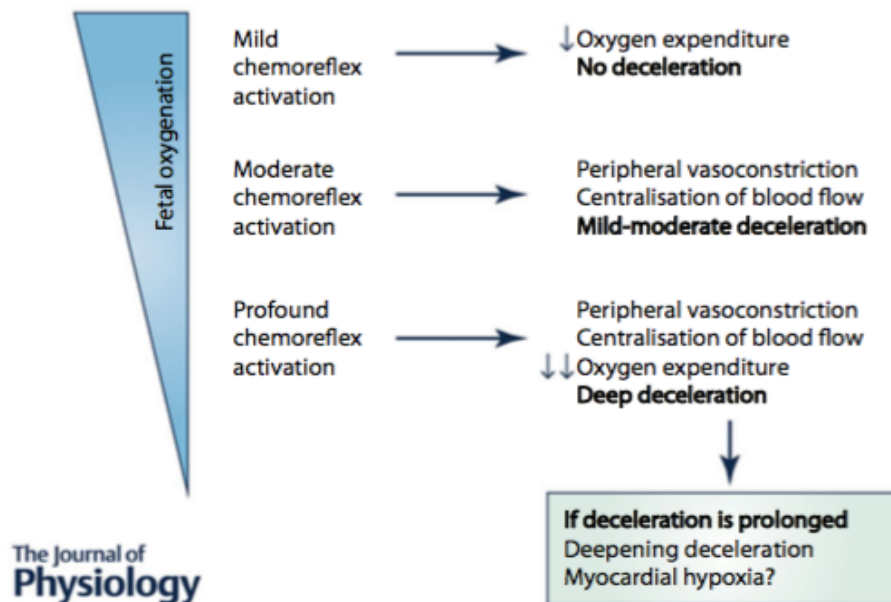 Fetal oxygenation
Mild
chemoreflex
activation
↓Oxygen expenditure
No deceleration
Moderate
chemoreflex
activation
Peripheral vasoconstriction
Centralisation of blood flow
Mild-moderate deceleration
Profound
chemoreflex
activation
Peripheral vasoconstriction
Centralisation of blood flow
↓↓Oxygen expenditure
Deep deceleration
If deceleration is prolonged
Deepening deceleration
Myocardial hypoxia?
The Journal of
Physiology